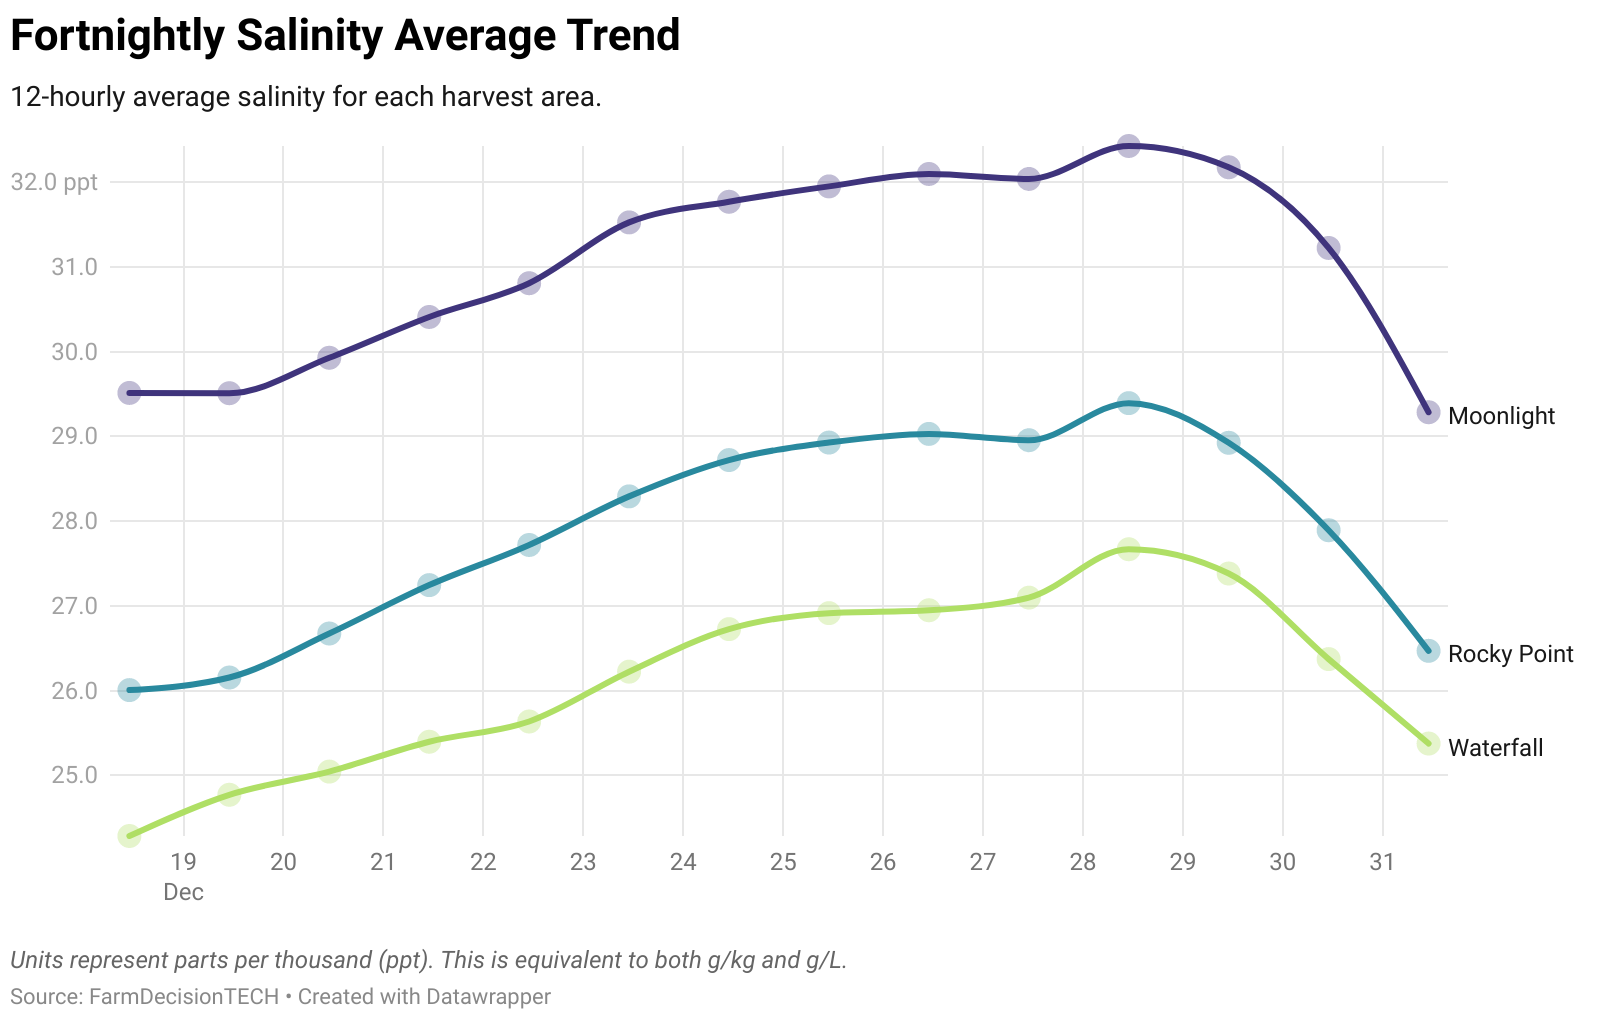 Fortnightly Salinity Average Trend
12-hourly average salinity for each harvest area.
32.0 ppt
31.0
30.0
29.0
28.0
27.0
26.0
25.0
Moonlight
Rocky Point
Waterfall
19 20 21 22 23 24 25 26 27 28 29 30 31
Dec
Units represent parts per thousand (ppt). This is equivalent to both g/kg and g/L.
Source: FarmDecisionTECH • Created with Datawrapper